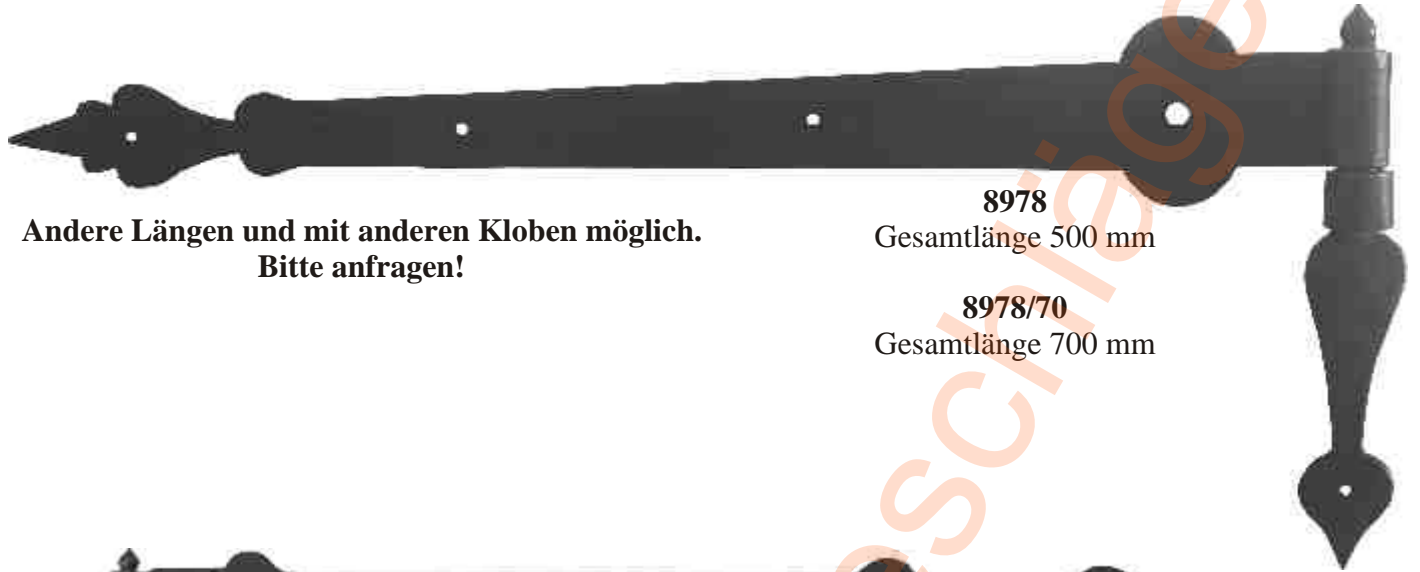 Andere Längen und mit anderen Kloben möglich.
Bitte anfragen!
8978
Gesamtlänge 500 mm
8978/70
Gesamtlänge 700 mm